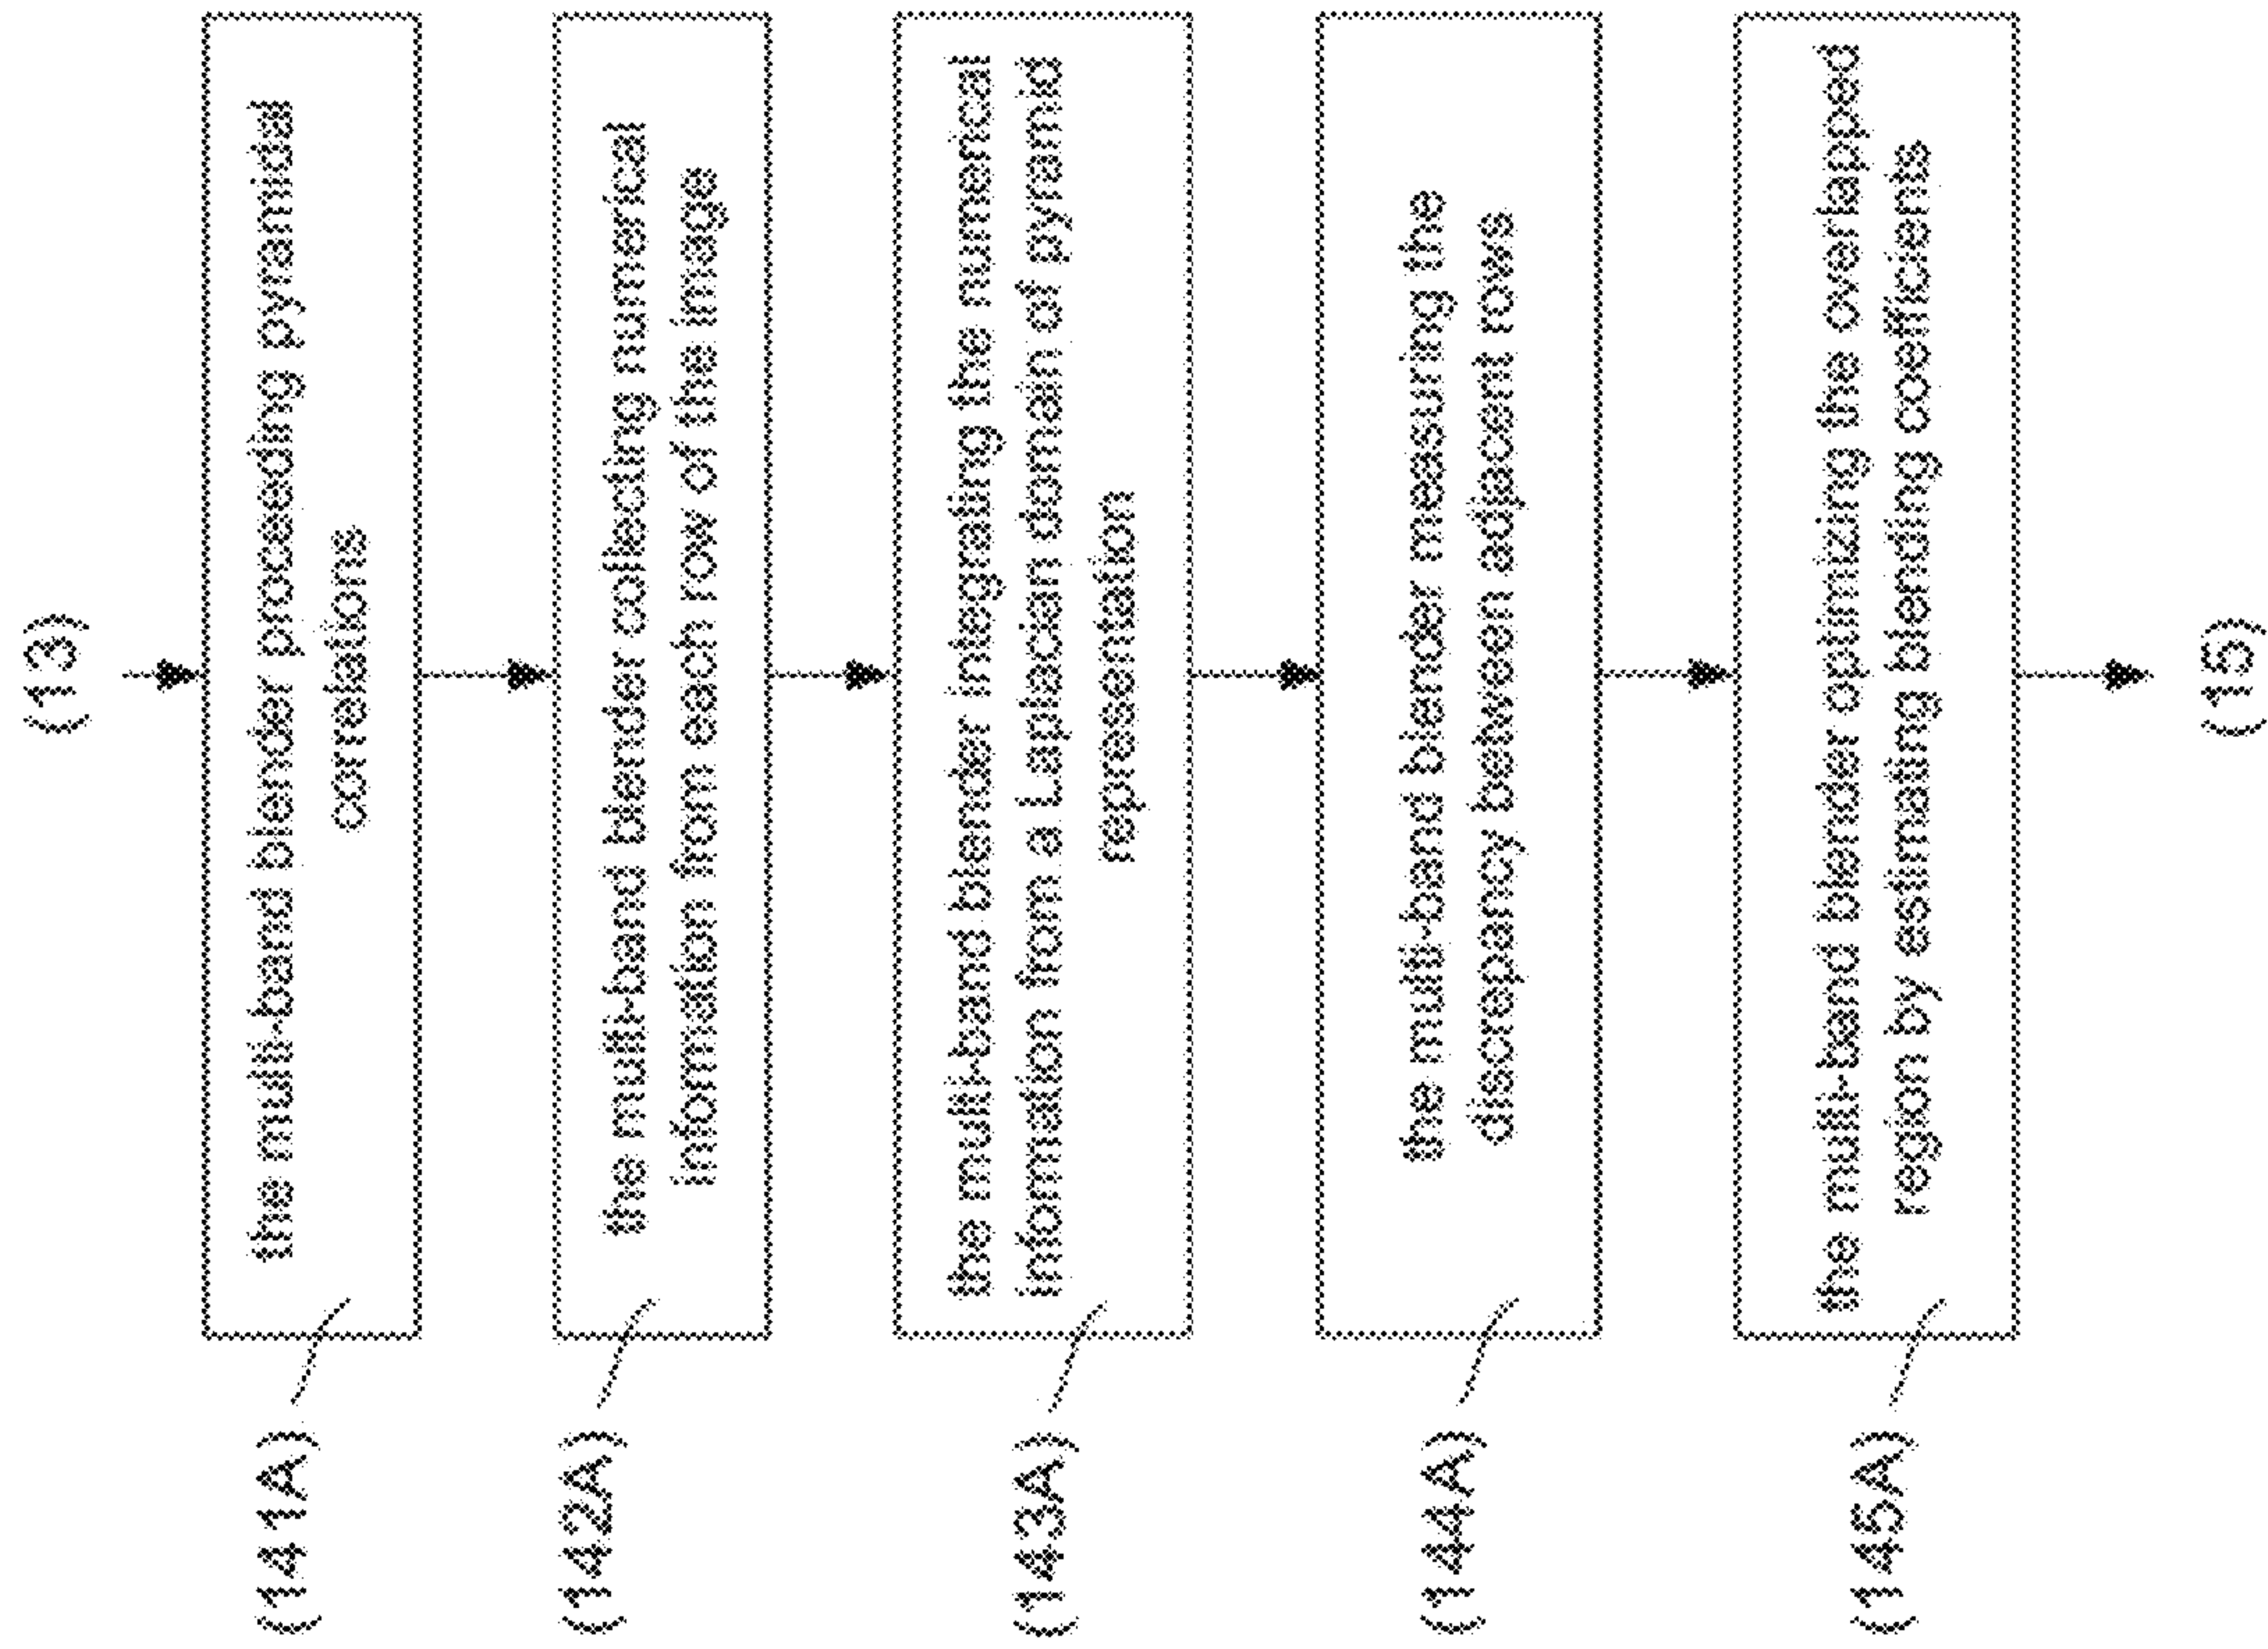 (13)
(141A)
the multi-band blender proceeding pyramidal
correlations
(142A)
the multi-band blender collecting numerical
information from each row of the image
(143A)
the multi-band blender integrating the numerical
information from a Laplacian domain of pyramid
representation
(144A)
the multi-band blender measuring the
discrepancy between adjacent rows
(145A)
the multi-band blender optimizing the overlapped
region by estimating blending coefficients
(15)